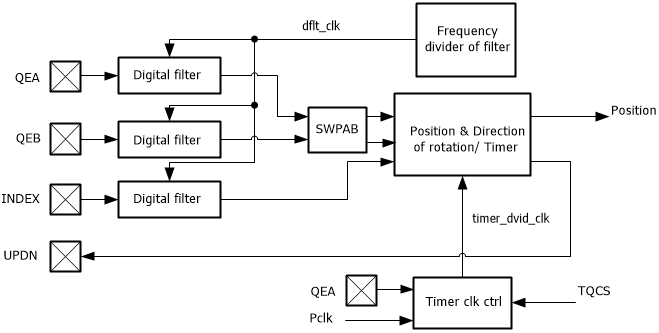 dflt_clk
Frequency
divider of filter
QEA
Digital filter
Position
QEB
Digital filter
SWPAB
Position & Direction
of rotation/ Timer
INDEX
Digital filter
timer_dvid_clk
UPDN
QEA
Timer clk ctrl
TQCS
Pclk